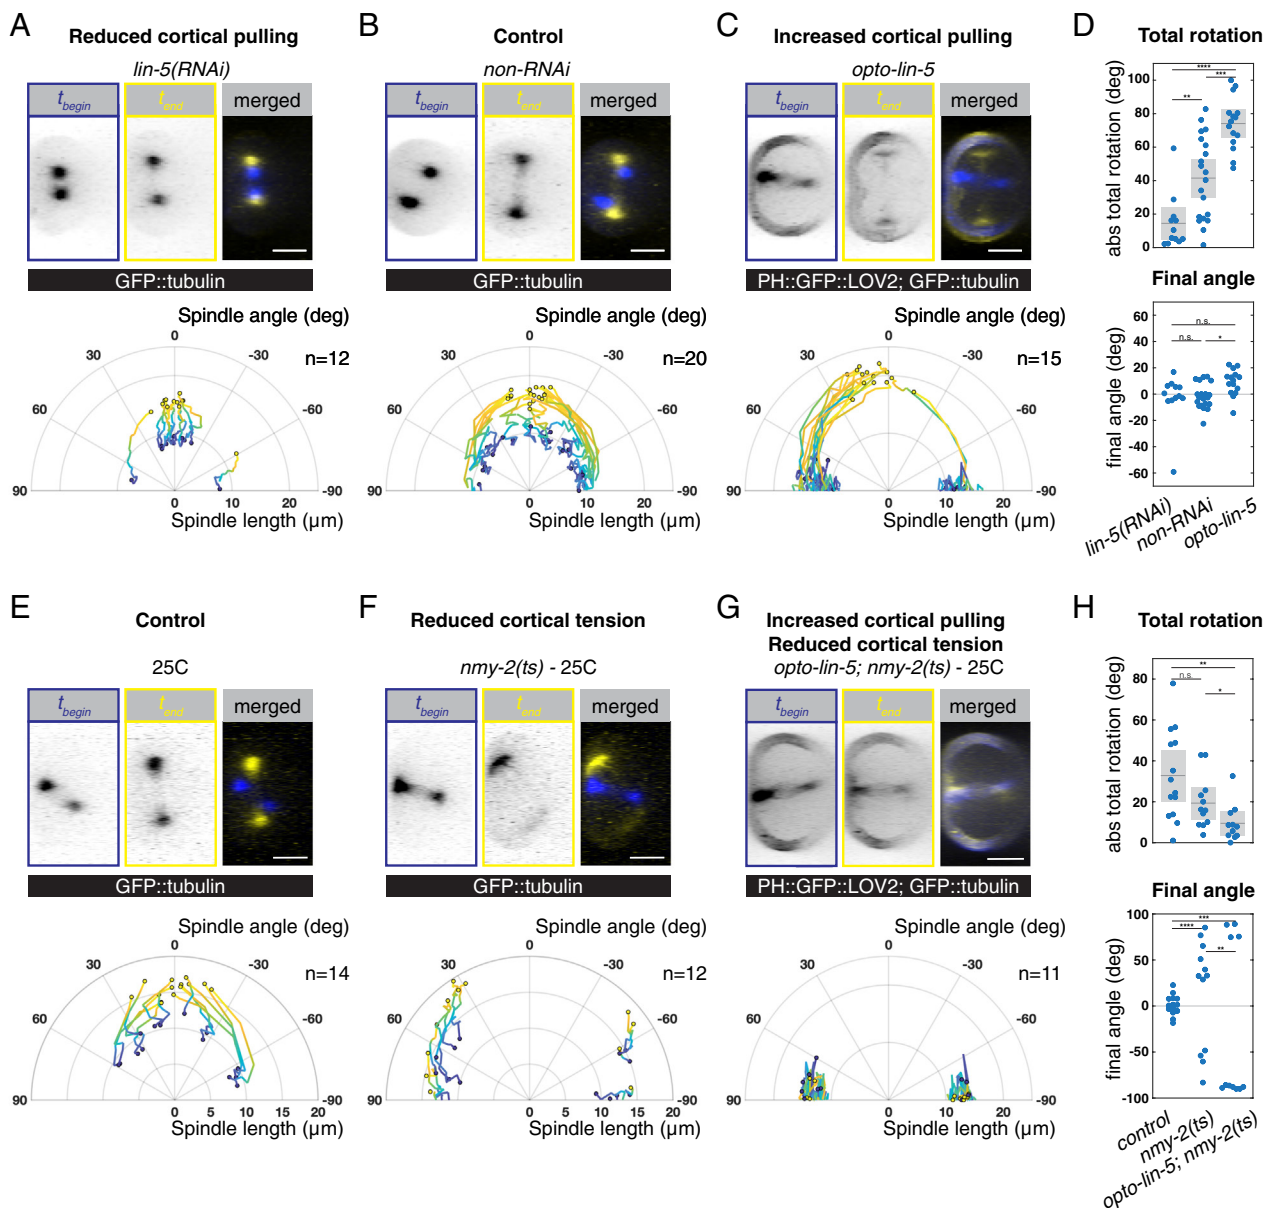 A
Reduced cortical pulling
lin-5(RNAi)
t_begin
t_end
merged
GFP::tubulin
Spindle angle (deg)
0
30
-30
n=12
60
-60
90
-90
0
10
20
Spindle length (μm)
B
Control
non-RNAi
t_begin
t_end
merged
GFP::tubulin
Spindle angle (deg)
0
30
-30
n=20
60
-60
90
-90
0
10
20
Spindle length (μm)
C
Increased cortical pulling
opto-lin-5
t_begin
t_end
merged
PH::GFP::LOV2; GFP::tubulin
Spindle angle (deg)
0
30
-30
n=15
60
-60
90
-90
0
10
20
Spindle length (μm)
D
Total rotation
abs total rotation (deg)
100
80
60
40
20
0
****
***
**
Final angle
final angle (deg)
60
40
20
0
-20
-40
-60
n.s.
n.s.
*
lin-5(RNAi)
non-RNAi
opto-lin-5
E
Control
25C
t_begin
t_end
merged
GFP::tubulin
Spindle angle (deg)
0
30
-30
n=14
60
-60
90
-90
0
5
10
15
20
Spindle length (μm)
F
Reduced cortical tension
nmy-2(ts) - 25C
t_begin
t_end
merged
GFP::tubulin
Spindle angle (deg)
0
30
-30
n=12
60
-60
90
-90
0
5
10
15
20
Spindle length (μm)
G
Increased cortical pulling
Reduced cortical tension
opto-lin-5; nmy-2(ts) - 25C
t_begin
t_end
merged
PH::GFP::LOV2; GFP::tubulin
Spindle angle (deg)
0
30
-30
n=11
60
-60
90
-90
0
10
20
Spindle length (μm)
H
Total rotation
abs total rotation (deg)
80
60
40
20
0
**
n.s.
*
Final angle
final angle (deg)
100
50
0
-50
-100
***
****
**
control
nmy-2(ts)
opto-lin-5; nmy-2(ts)